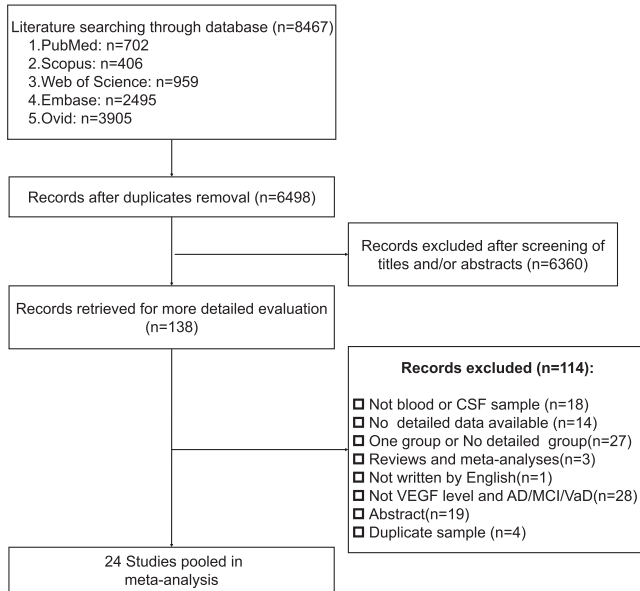 Literature searching through database (n=8467)
1.PubMed: n=702
2.Scopus: n=406
3.Web of Science: n=959
4.Embase: n=2495
5.Ovid: n=3905
Records after duplicates removal (n=6498)
Records excluded after screening of
titles and/or abstracts (n=6360)
Records retrieved for more detailed evaluation
(n=138)
Records excluded (n=114):
Not blood or CSF sample (n=18)
No detailed data available (n=14)
One group or No detailed group(n=27)
Reviews and meta-analyses(n=3)
Not written by English(n=1)
Not VEGF level and AD/MCI/VaD(n=28)
Abstract(n=19)
Duplicate sample (n=4)
24 Studies pooled in
meta-analysis